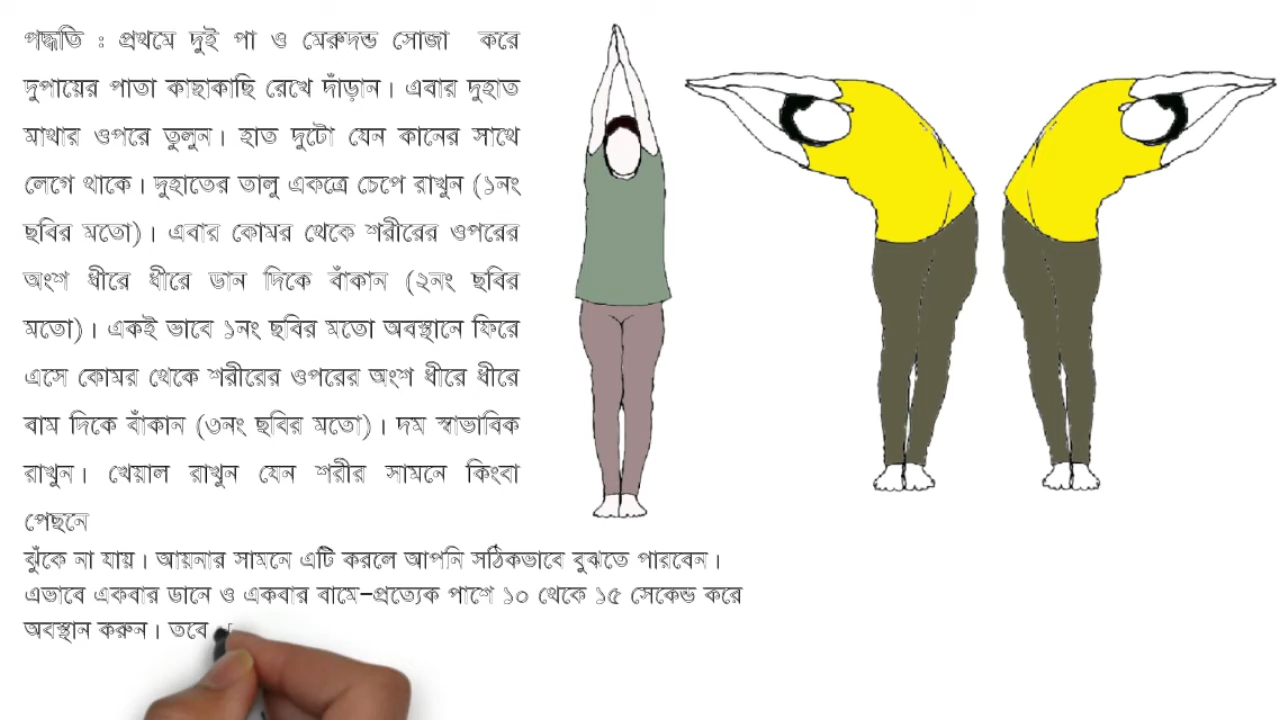 পদ্ধতি : প্রথমে দুই পা ও মেরুদন্ড সোজা করে
দুপায়ের পাতা কাছাকাছি রেখে দাঁড়ান। এবার দুহাত
মাথার ওপরে তুলুন। হাত দুটো যেন কানের সাথে
লেগে থাকে। দুহাতের তালু একত্রে চেপে রাখুন (১নং
ছবির মতো)। এবার কোমর থেকে শরীরের ওপরের
অংশ ধীরে ধীরে ডান দিকে বাঁকান (২নং ছবির
মতো)। একই ভাবে ১নং ছবির মতো অবস্থানে ফিরে
এসে কোমর থেকে শরীরের ওপরের অংশ ধীরে ধীরে
বাম দিকে বাঁকান (৩নং ছবির মতো)। দম স্বাভাবিক
রাখুন। খেয়াল রাখুন যেন শরীর সামনে কিংবা
পেছনে
ঝুঁকে না যায়। আয়নার সামনে এটি করলে আপনি সঠিকভাবে বুঝতে পারবেন।
এভাবে একবার ডানে ও একবার বামে-প্রত্যেক পাশে ১০ থেকে ১৫ সেকেন্ড করে
অবস্থান করুন। তবে